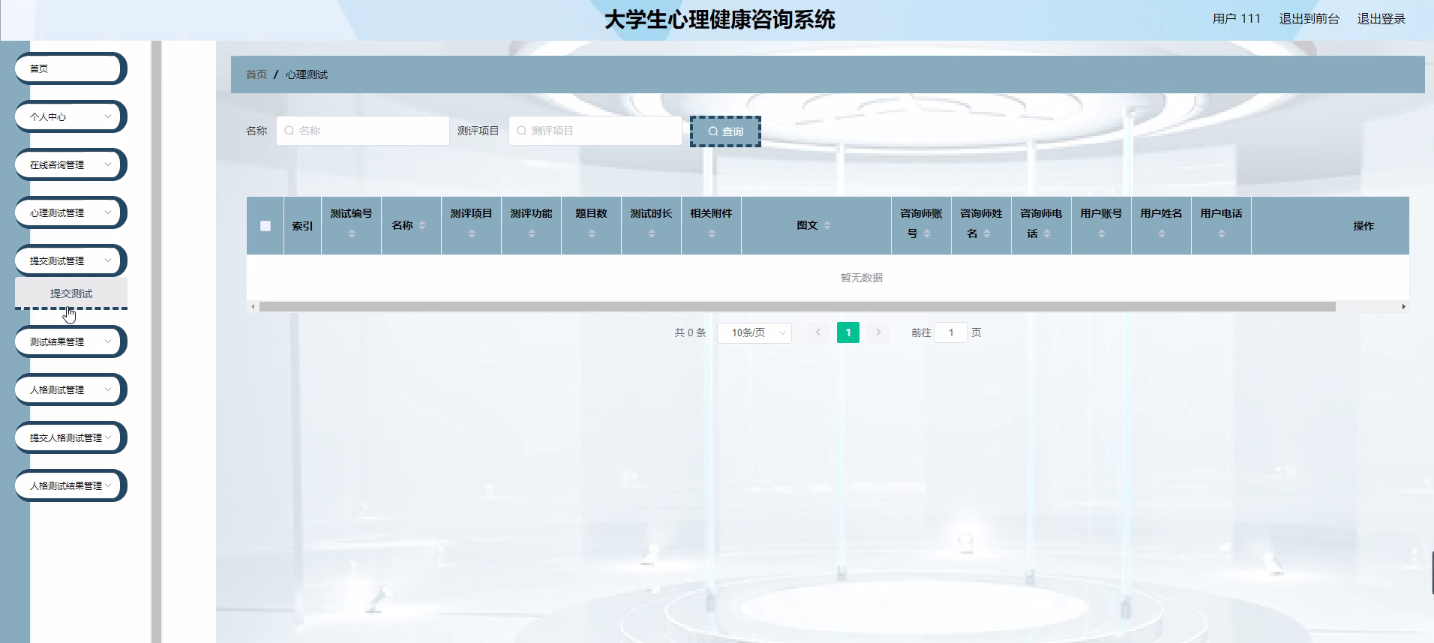 大学生心理健康咨询系统
用户 111 退出到前台 退出登录
首页
个人中心
在线咨询管理
心理测试管理
提交测试管理
提交测试
测试结果管理
人格测试管理
提交人格测试管理
人格测试结果管理
首页 / 心理测试
名称 名称 测评项目 测评项目 查询
索引 测试编号 名称 测评项目 测评功能 题目数 测试时长 相关附件 图文 咨询师账号 咨询师姓名 咨询师电话 用户账号 用户姓名 用户电话 操作
暂无数据
共 0 条 10条/页 1 前往 1 页